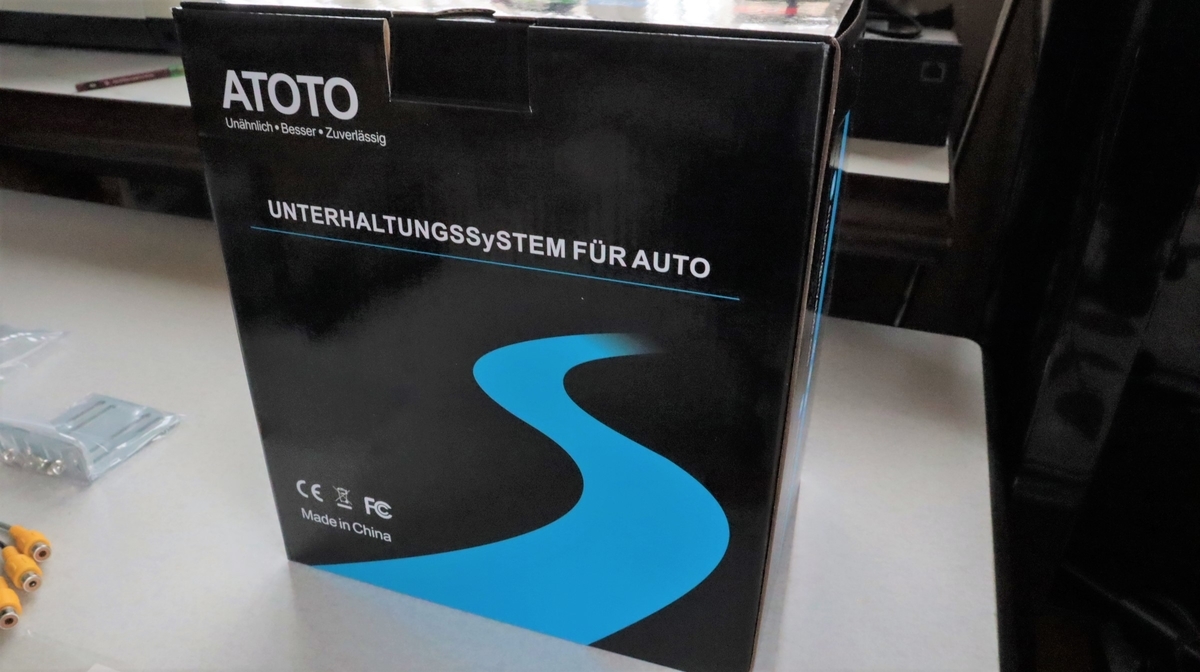 ATOTO
Unähnlich • Besser • Zuverlässig
UNTERHALTUNGSSySTEM FÜR AUTO
CE FC
Made in China